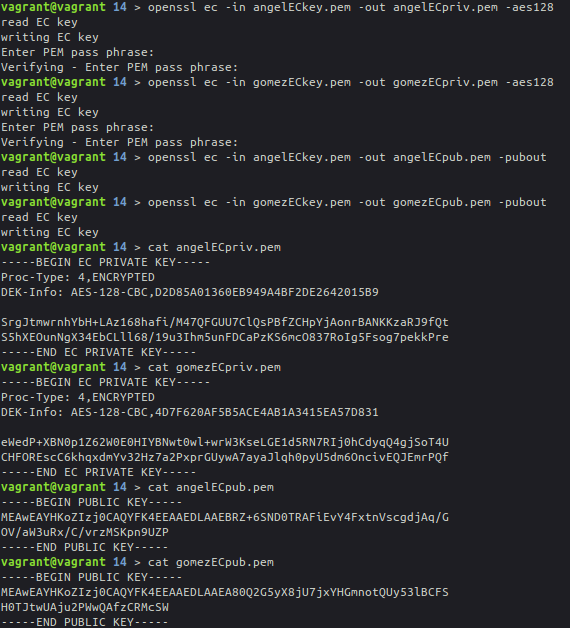 vagrant@vagrant 14 > openssl ec -in angelECkey.pem -out angelECpriv.pem -aes128
read EC key
writing EC key
Enter PEM pass phrase:
Verifying - Enter PEM pass phrase:
vagrant@vagrant 14 > openssl ec -in gomezECkey.pem -out gomezECpriv.pem -aes128
read EC key
writing EC key
Enter PEM pass phrase:
Verifying - Enter PEM pass phrase:
vagrant@vagrant 14 > openssl ec -in angelECkey.pem -out angelECpub.pem -pubout
read EC key
writing EC key
vagrant@vagrant 14 > openssl ec -in gomezECkey.pem -out gomezECpub.pem -pubout
read EC key
writing EC key
vagrant@vagrant 14 > cat angelECpriv.pem
-----BEGIN EC PRIVATE KEY-----
Proc-Type: 4,ENCRYPTED
DEK-Info: AES-128-CBC,D2D85A01360EB949A4BF2DE2642015B9
SrgJtmwrnhYbH+LAz168hafi/M47QFGUU7ClQsPBfZCHpYjAonrBANKKzaRJ9fQt
S5hXEOunNgX34EbCLll68/19u3Ihm5unFDCaPzKS6mcO837RoIg5Fsog7pekkPre
-----END EC PRIVATE KEY-----
vagrant@vagrant 14 > cat gomezECpriv.pem
-----BEGIN EC PRIVATE KEY-----
Proc-Type: 4,ENCRYPTED
DEK-Info: AES-128-CBC,4D7F620AF5B5ACE4AB1A3415EA57D831
eWedP+XBN0p1Z62W0E0HIYBNwt0wl+wrW3KseLGE1d5RN7RIj0hCdyqQ4gjSoT4U
CHFOREscC6khqxdmYv32Hz7a2PxprGUywA7ayaJlqh0pyU5dm6OncivEQJEmrPQf
-----END EC PRIVATE KEY-----
vagrant@vagrant 14 > cat angelECpub.pem
-----BEGIN PUBLIC KEY-----
MEAwEAYHKoZIzj0CAQYFK4EEAAEDLAAEBRZ+6SND0TRAFiEvY4FxtnVscgdjAq/G
OV/aW3uRx/C/vrzMSKpn9UZP
-----END PUBLIC KEY-----
vagrant@vagrant 14 > cat gomezECpub.pem
-----BEGIN PUBLIC KEY-----
MEAwEAYHKoZIzj0CAQYFK4EEAAEDLAAEA80Q2G5yX8jU7jxYHGmnotQUy53lBCFS
H0TJtwUAju2PWwQAfzCRMcSW
-----END PUBLIC KEY-----